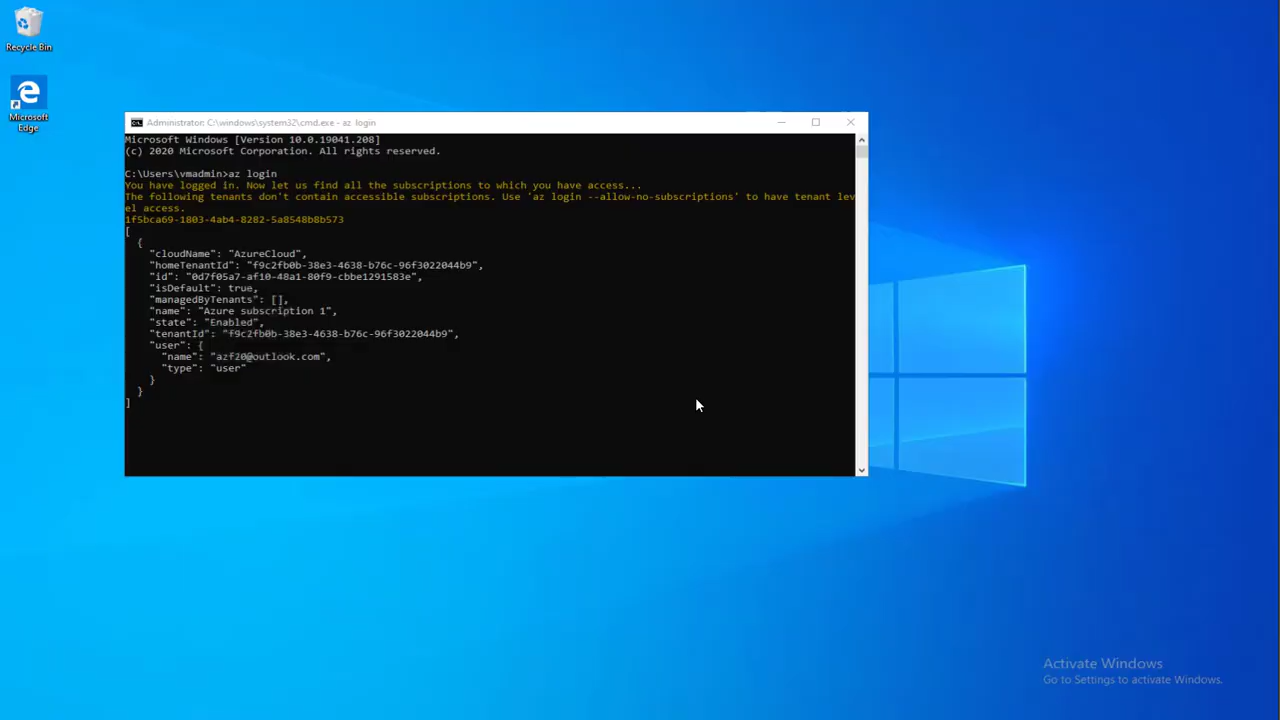 Recycle Bin
Microsoft
Edge
Administrator: C:\windows\system32\cmd.exe - az  login
Microsoft Windows [Version 10.0.19041.208]
(c) 2020 Microsoft Corporation. All rights reserved.
C:\Users\vmadmin>az login
You have logged in. Now let us find all the subscriptions to which you have access...
The following tenants don't contain accessible subscriptions. Use 'az login --allow-no-subscriptions' to have tenant lev
el access.
1f5bca69-1803-4ab4-8282-5a8548b8b573
[
  {
    "cloudName": "AzureCloud",
    "homeTenantId": "f9c2fb0b-38e3-4638-b76c-96f3022044b9",
    "id": "0d7f05a7-af10-48a1-80f9-cbbe1291583e",
    "isDefault": true,
    "managedByTenants": [],
    "name": "Azure subscription 1",
    "state": "Enabled",
    "tenantId": "f9c2fb0b-38e3-4638-b76c-96f3022044b9",
    "user": {
      "name": "azf20@outlook.com",
      "type": "user"
    }
  }
]
Activate Windows
Go to Settings to activate Windows.